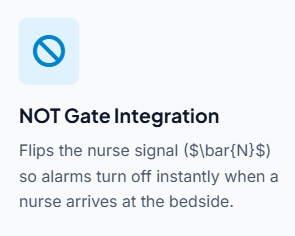 NOT Gate Integration
Flips the nurse signal ($\bar{N}$)
so alarms turn off instantly when a
nurse arrives at the bedside.